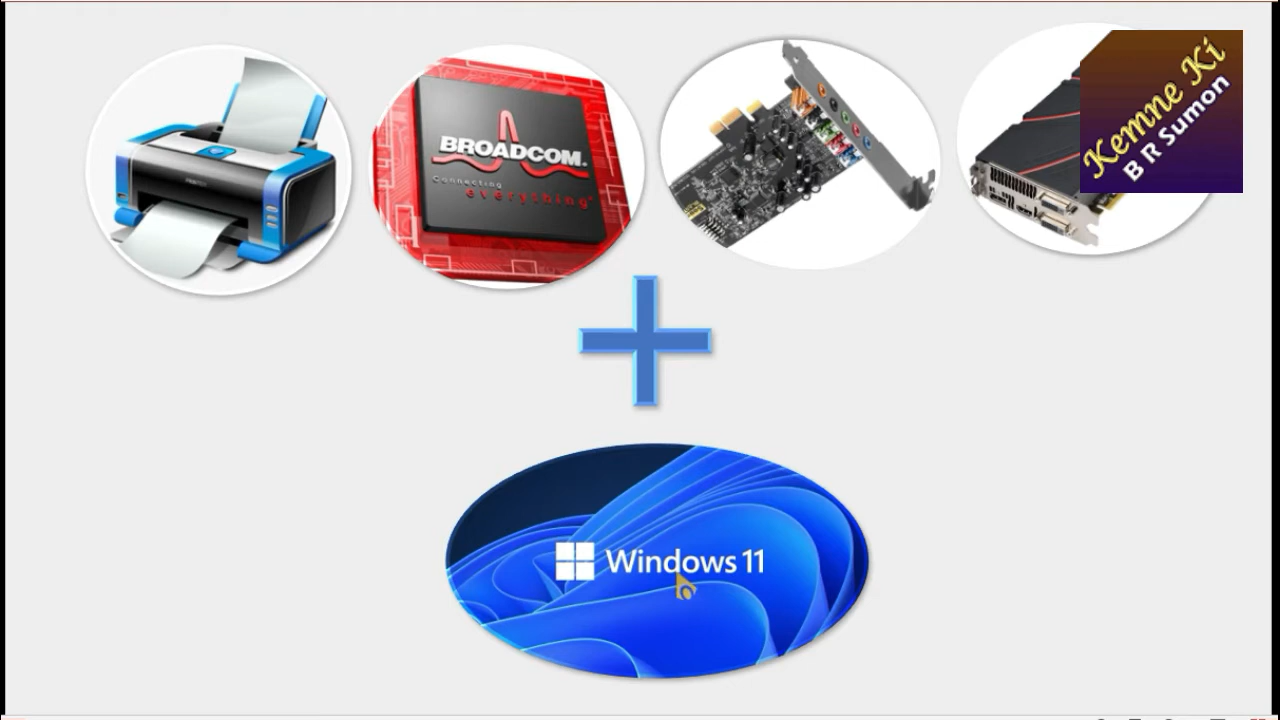 BROADCOM.
Connecting
everything
Kemne Ki
B R Sumon
Windows 11